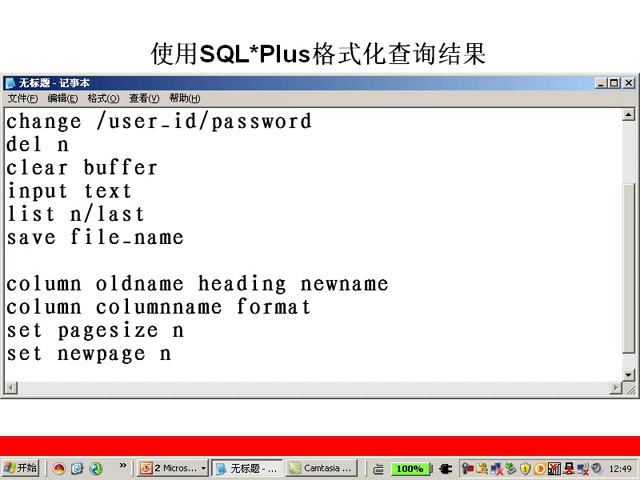 使用SQL*Plus格式化查询结果
无标题 - 记事本
文件(F) 编辑(E) 格式(O) 查看(V) 帮助(H)
change /user_id/password
del n
clear buffer
input text
list n/last
save file_name
column oldname heading newname
column columnname format
set pagesize n
set newpage n
开始 » 2 Micros... 无标题 - ... Camtasia ... 100% 12:49